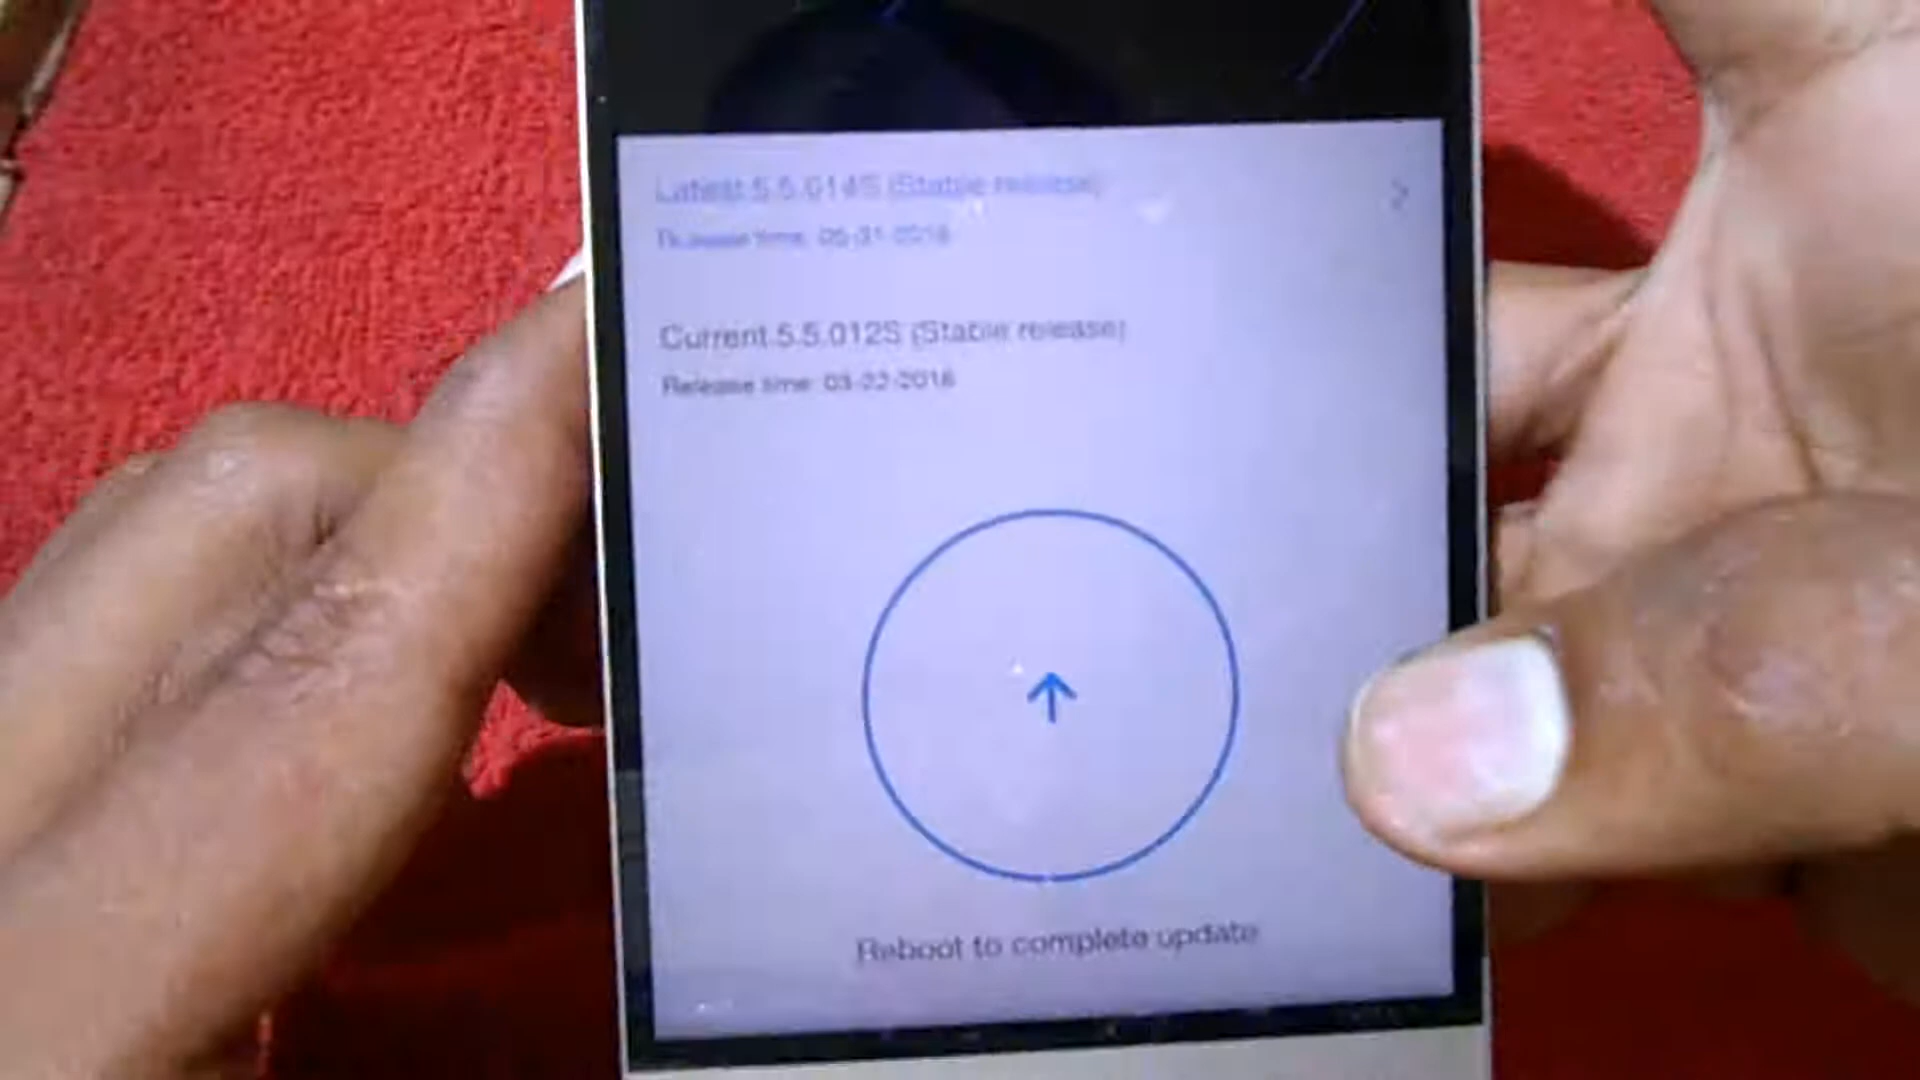 Latest:5.5.014S (Stable release)
Release time: 05-31-2016
Current:5.5.012S (Stable release)
Release time: 03-22-2016
Reboot to complete update